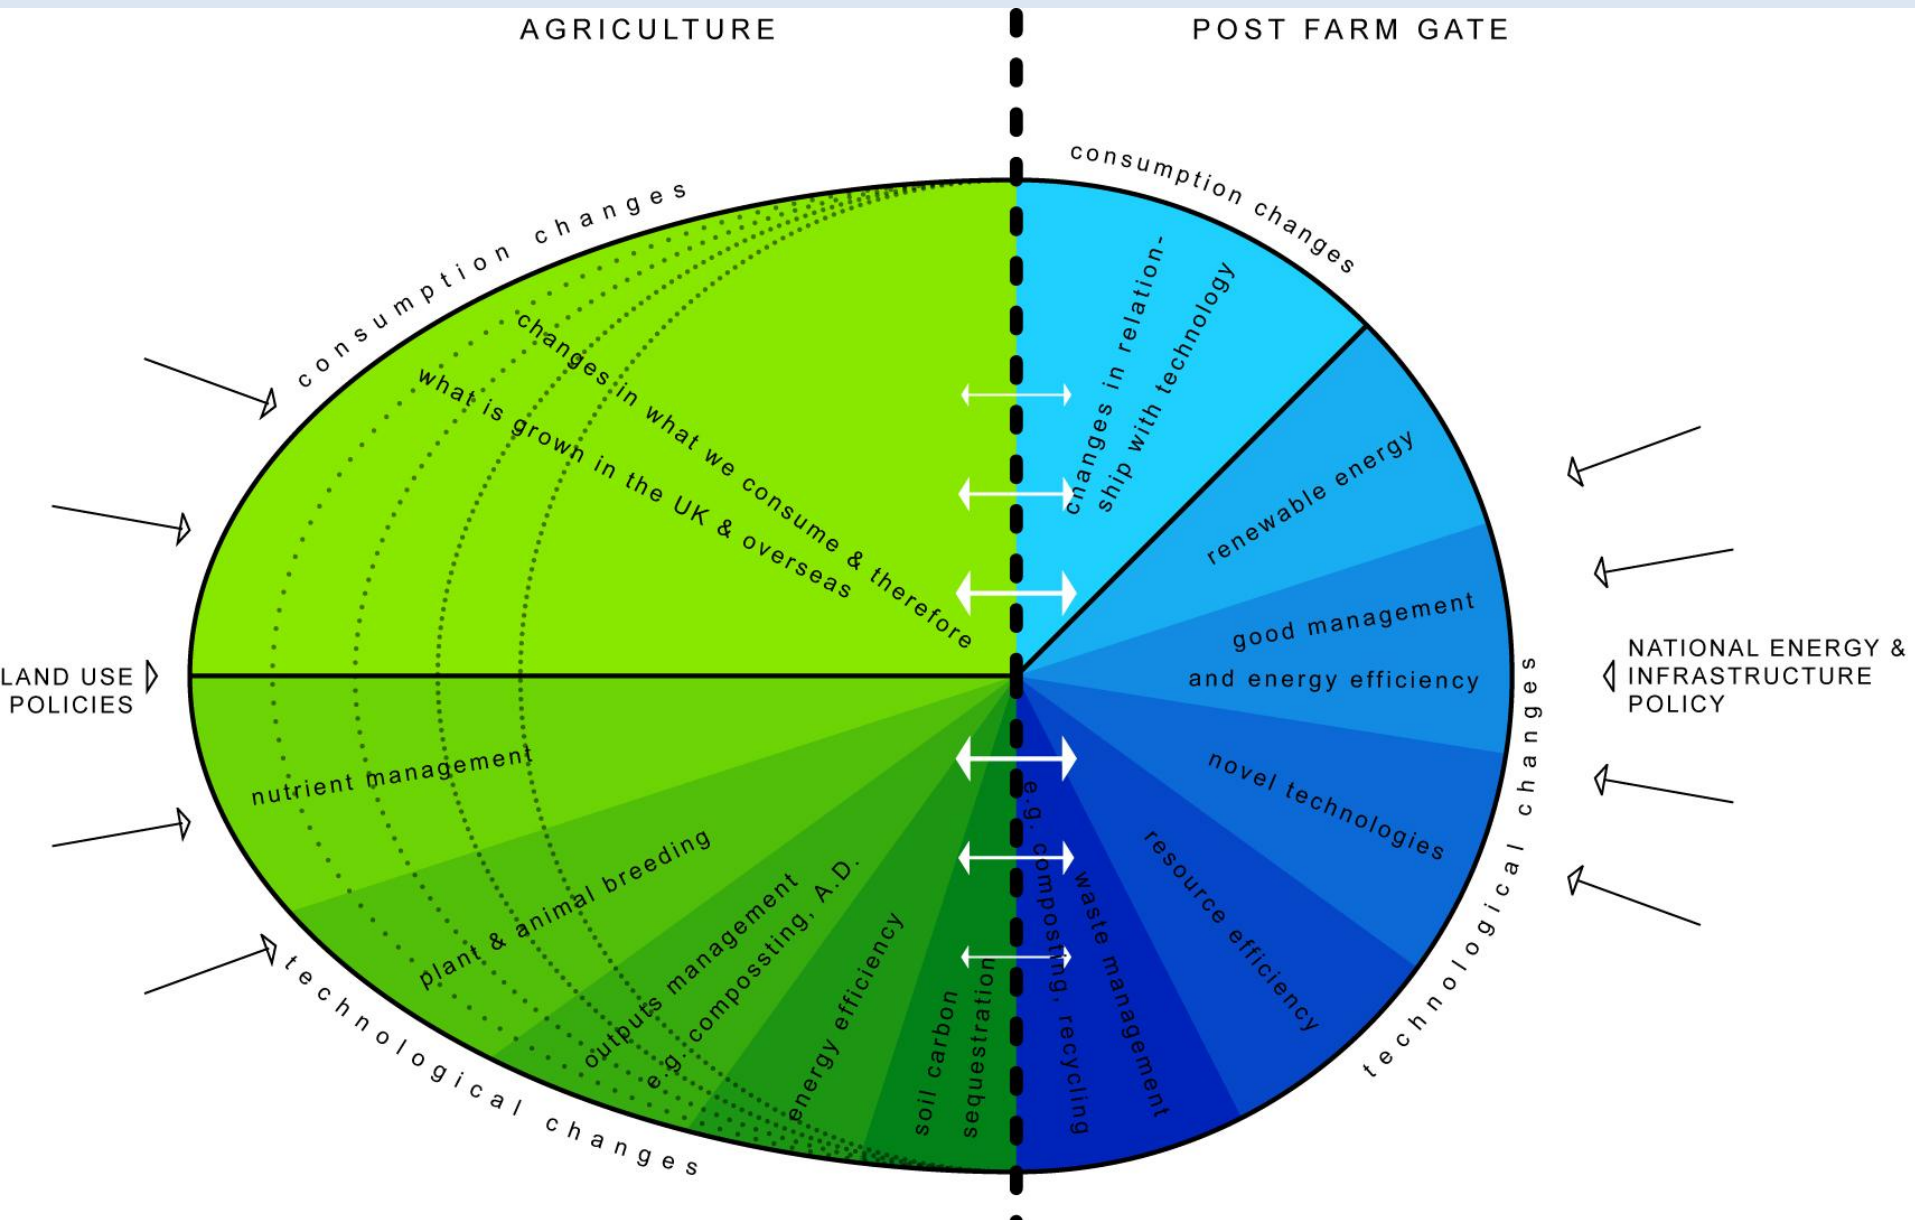 AGRICULTURE
POST FARM GATE
consumption changes
consumption changes
changes in what we consume & therefore
what is grown in the UK & overseas
changes in relation-
ship with technology
renewable energy
good management
and energy efficiency
novel technologies
resource efficiency
waste management
e.g. composting, recycling
LAND USE
POLICIES
NATIONAL ENERGY &
INFRASTRUCTURE
POLICY
nutrient management
plant & animal breeding
outputs management
e.g. compossting, A.D.
energy efficiency
soil carbon
sequestration
technological changes
technological changes